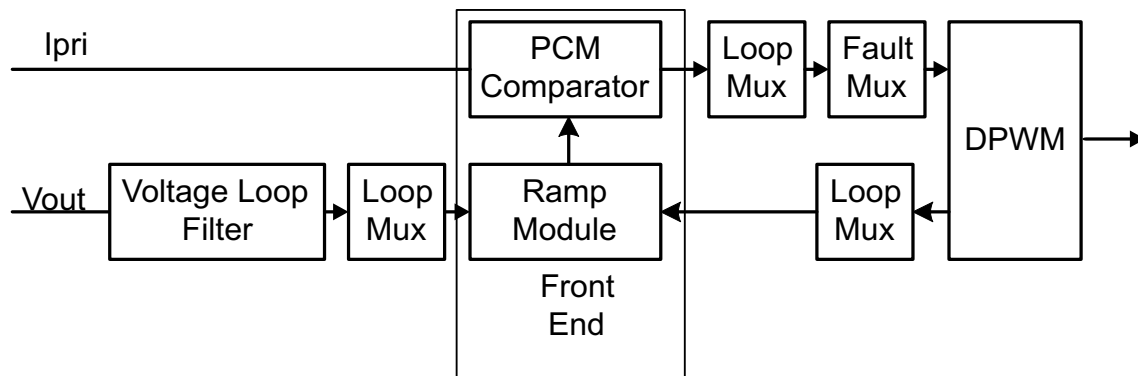 Ipri
PCM
Comparator
Loop
Mux
Fault
Mux
DPWM
Vout
Voltage Loop
Filter
Loop
Mux
Ramp
Module
Loop
Mux
Front
End